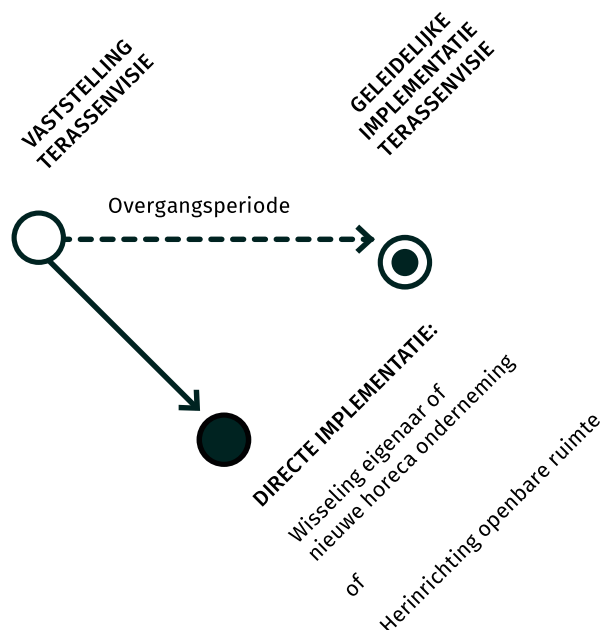 VASTSTELLING
TERASSENVISIE
GELEIDELIJKE
IMPLEMENTATIE
TERASSENVISIE
Overgangsperiode
DIRECTE IMPLEMENTATIE:
Wisseling eigenaar of
nieuwe horeca onderneming
of
Herinrichting openbare ruimte